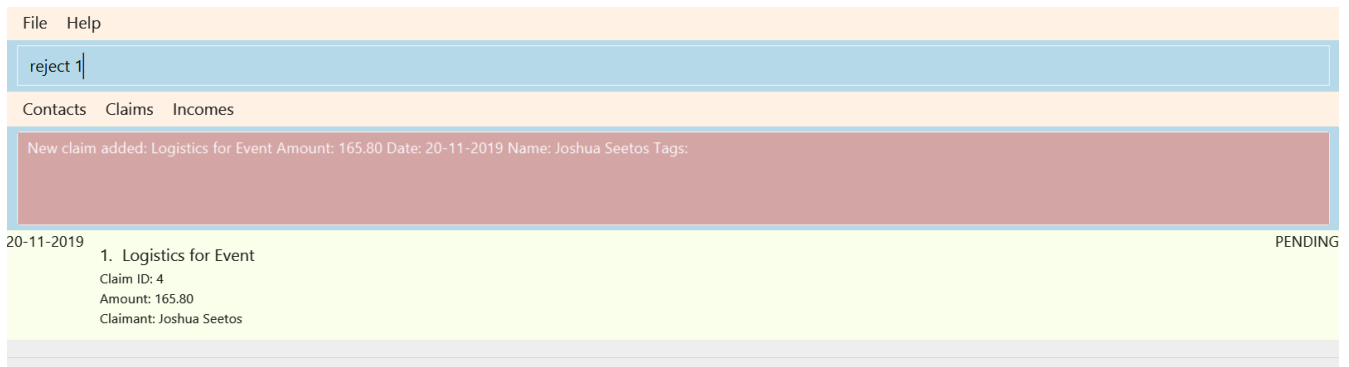 File Help
reject 1
Contacts Claims Incomes
New claim added: Logistics for Event Amount: 165.80 Date: 20-11-2019 Name: Joshua Seetos Tags:
20-11-2019 PENDING
1. Logistics for Event
Claim ID: 4
Amount: 165.80
Claimant: Joshua Seetos